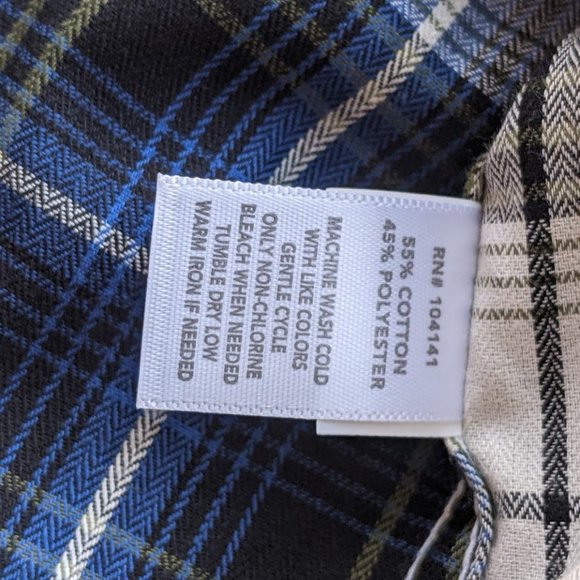 RN# 104141
55% COTTON
45% POLYESTER
MACHINE WASH COLD
WITH LIKE COLORS
GENTLE CYCLE
ONLY NON-CHLORINE
BLEACH WHEN NEEDED
TUMBLE DRY LOW
WARM IRON IF NEEDED